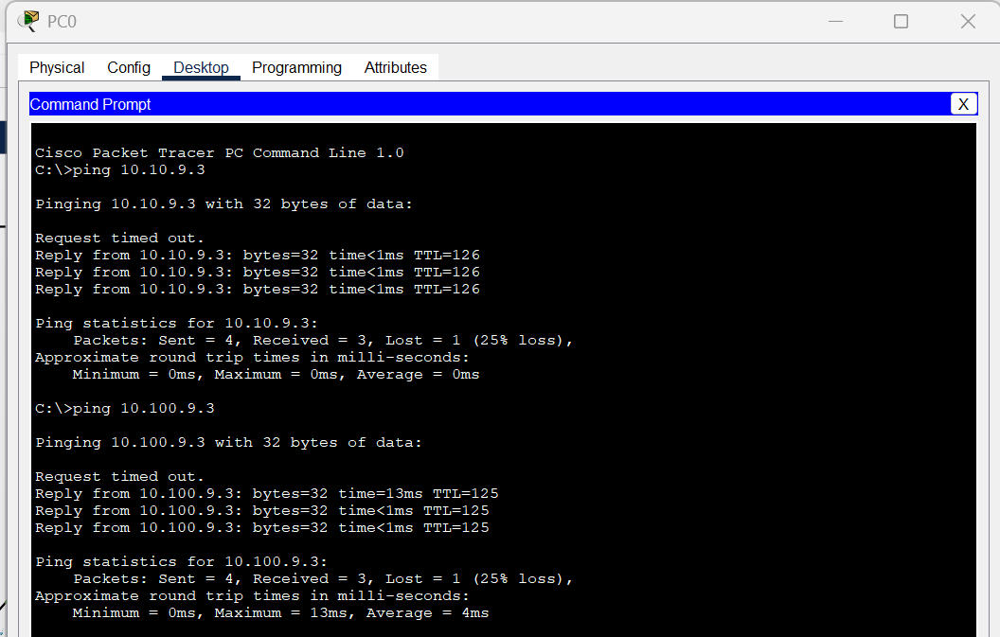 PC0
Physical Config Desktop Programming Attributes
Command Prompt X
Cisco Packet Tracer PC Command Line 1.0
C:\>ping 10.10.9.3
Pinging 10.10.9.3 with 32 bytes of data:
Request timed out.
Reply from 10.10.9.3: bytes=32 time<1ms TTL=126
Reply from 10.10.9.3: bytes=32 time<1ms TTL=126
Reply from 10.10.9.3: bytes=32 time<1ms TTL=126
Ping statistics for 10.10.9.3:
    Packets: Sent = 4, Received = 3, Lost = 1 (25% loss),
Approximate round trip times in milli-seconds:
    Minimum = 0ms, Maximum = 0ms, Average = 0ms
C:\>ping 10.100.9.3
Pinging 10.100.9.3 with 32 bytes of data:
Request timed out.
Reply from 10.100.9.3: bytes=32 time=13ms TTL=125
Reply from 10.100.9.3: bytes=32 time<1ms TTL=125
Reply from 10.100.9.3: bytes=32 time<1ms TTL=125
Ping statistics for 10.100.9.3:
    Packets: Sent = 4, Received = 3, Lost = 1 (25% loss),
Approximate round trip times in milli-seconds:
    Minimum = 0ms, Maximum = 13ms, Average = 4ms